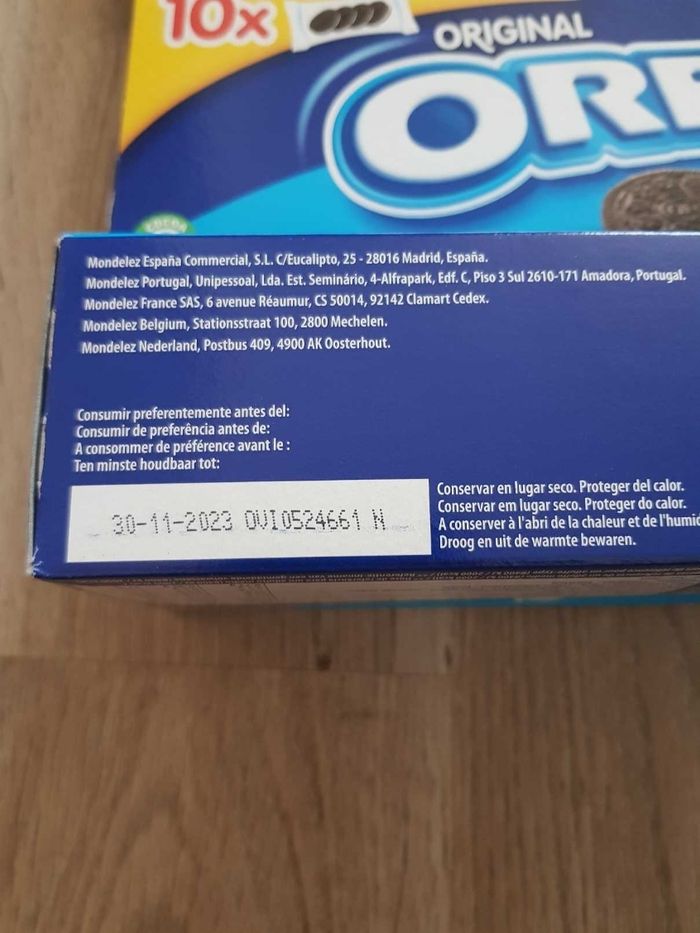 10x
ORIGINAL
COCOA
Mondelez España Commercial, S.L. C/Eucalipto, 25 - 28016 Madrid, España.
Mondelez Portugal, Unipessoal, Lda. Est. Seminário, 4-Alfrapark, Edf. C, Piso 3 Sul 2610-171 Amadora, Portugal.
Mondelez France SAS, 6 avenue Réaumur, CS 50014, 92142 Clamart Cedex.
Mondelez Belgium, Stationsstraat 100, 2800 Mechelen.
Mondelez Nederland, Postbus 409, 4900 AK Oosterhout.
Consumir preferentemente antes del:
Consumir de preferência antes de:
A consommer de préférence avant le :
Ten minste houdbaar tot:
30-11-2023 OVI0524661 N
Conservar en lugar seco. Proteger del calor.
Conservar em lugar seco. Proteger do calor.
A conserver à l'abri de la chaleur et de l'humid
Droog en uit de warmte bewaren.